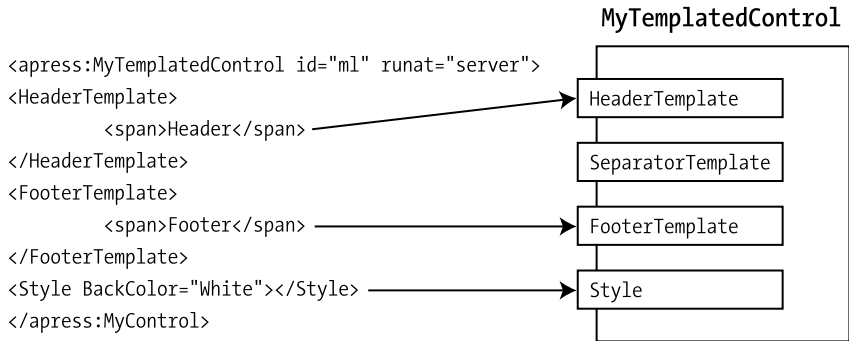 MyTemplatedControl
<apress:MyTemplatedControl id="ml" runat="server">
<HeaderTemplate>
<span>Header</span>
</HeaderTemplate>
<FooterTemplate>
<span>Footer</span>
</FooterTemplate>
<Style BackColor="White"></Style>
</apress:MyControl>
HeaderTemplate
SeparatorTemplate
FooterTemplate
Style